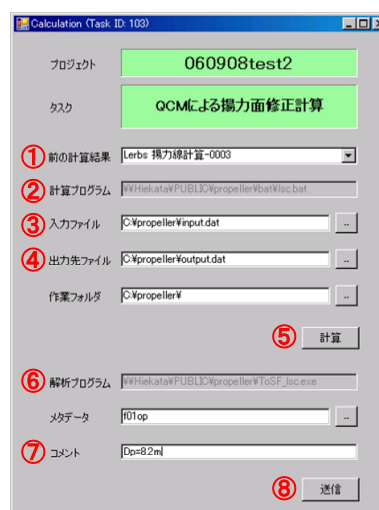 Calculation (Task ID: 103)
プロジェクト 060908test2
タスク QCMによる揚力面修正計算
① 前の計算結果 Lerbs 揚力線計算-0003
② 計算プログラム ¥¥Hiekata¥PUBLIC¥propeller¥bat¥lsc.bat
③ 入力ファイル C:¥propeller¥input.dat ..
④ 出力先ファイル C:¥propeller¥output.dat ..
作業フォルダ C:¥propeller¥ ..
⑤ 計算
⑥ 解析プログラム ¥¥Hiekata¥PUBLIC¥propeller¥ToSF_lsc.exe
メタデータ f01op ..
⑦ コメント Dp=8.2m
⑧ 送信